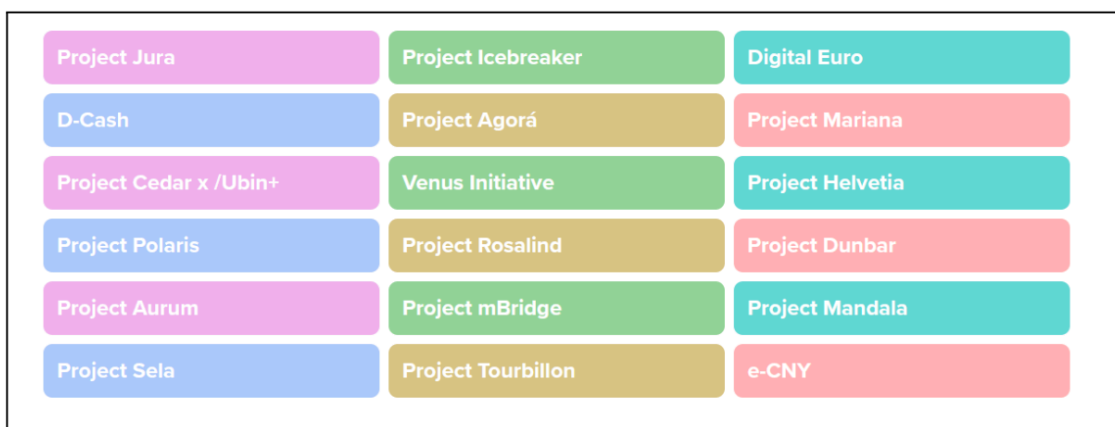 Project Jura
Project Icebreaker
Digital Euro
D-Cash
Project Agorá
Project Mariana
Project Cedar x /Ubin+
Venus Initiative
Project Helvetia
Project Polaris
Project Rosalind
Project Dunbar
Project Aurum
Project mBridge
Project Mandala
Project Sela
Project Tourbillon
e-CNY